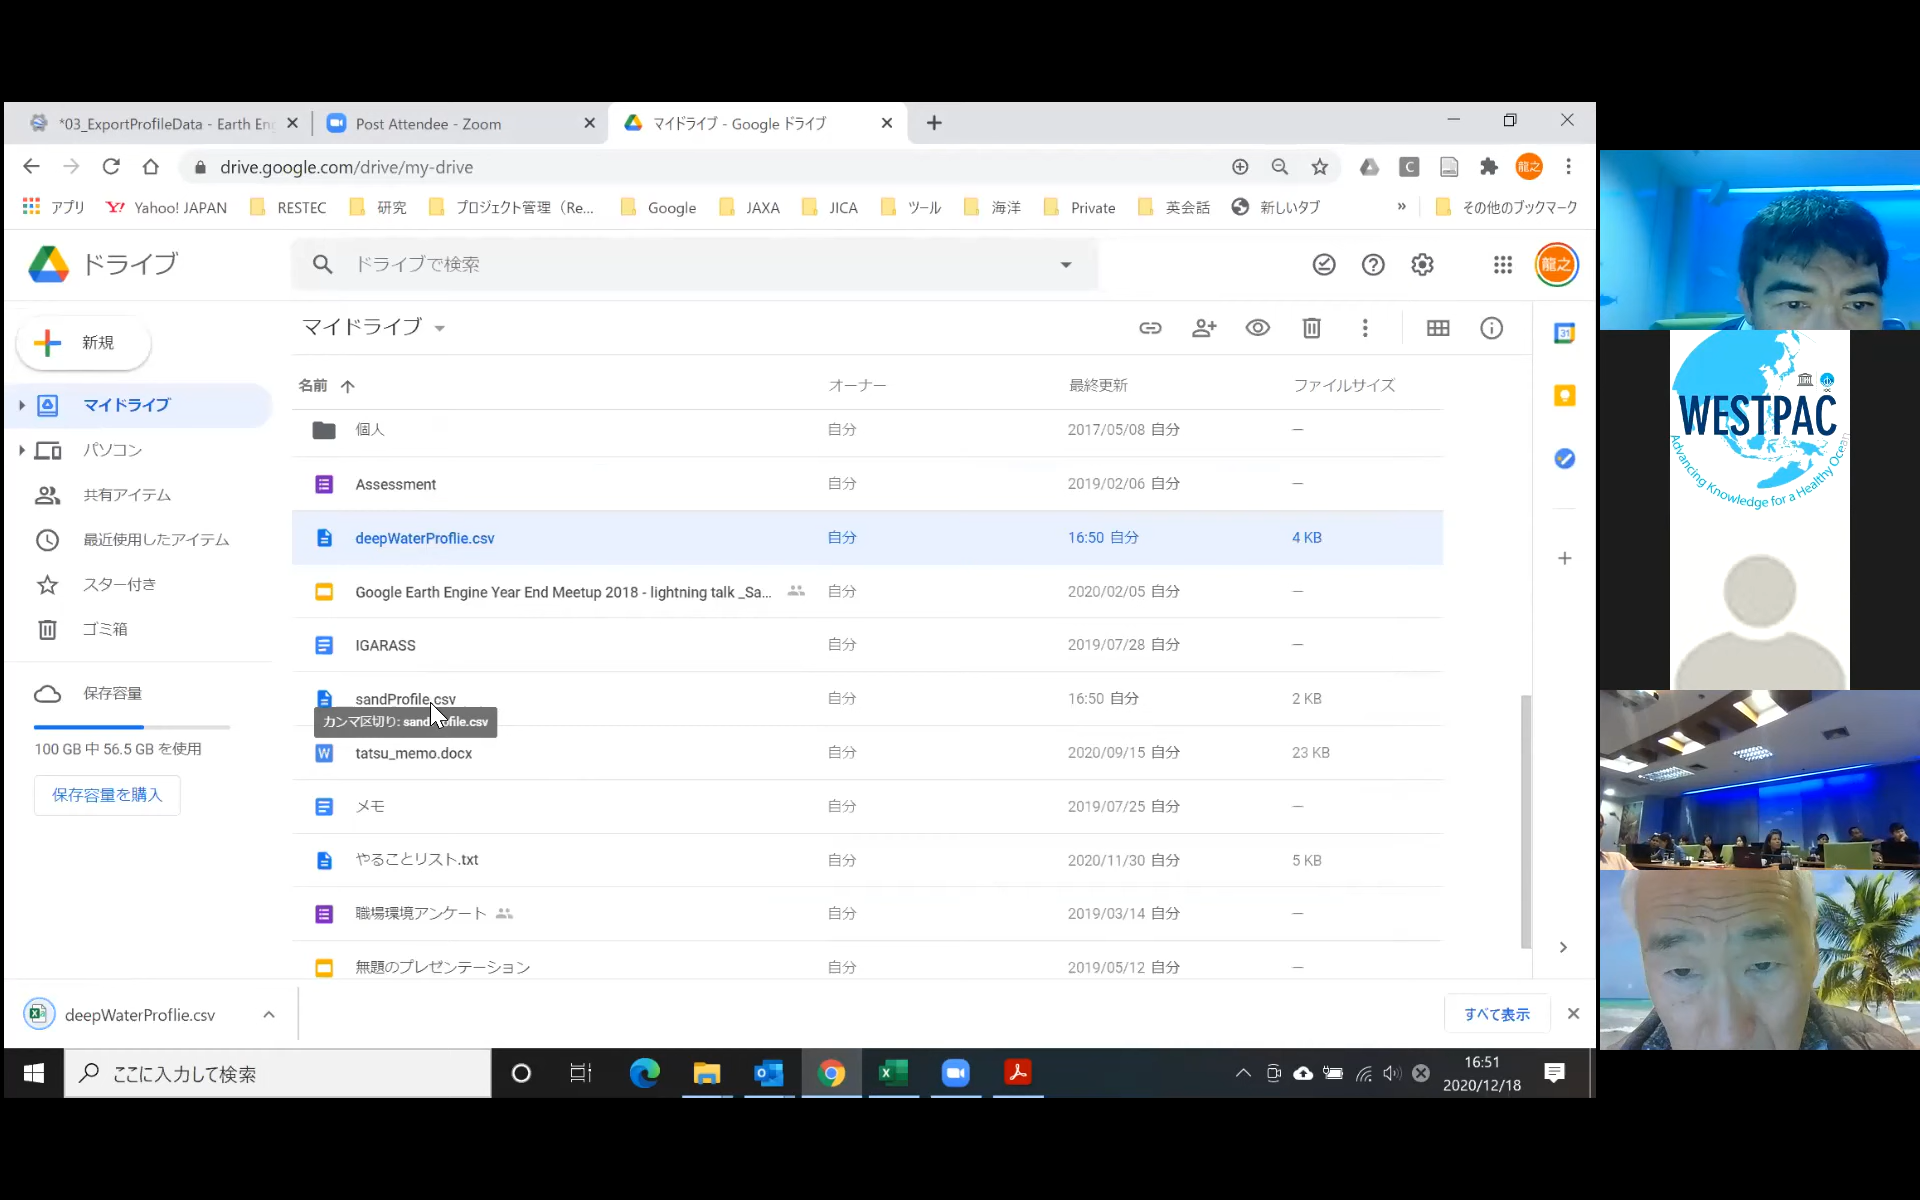 *03_ExportProfileData - Earth En
Post Attendee - Zoom
マイドライブ - Google ドライブ
drive.google.com/drive/my-drive
C
龍之
アプリ
Yahoo! JAPAN
RESTEC
研究
プロジェクト管理 (Re...
Google
JAXA
JICA
ツール
海洋
Private
英会話
新しいタブ
»
その他のブックマーク
ドライブ
ドライブで検索
龍之
新規
マイドライブ
パソコン
共有アイテム
最近使用したアイテム
スター付き
ゴミ箱
保存容量
100 GB 中 56.5 GB を使用
保存容量を購入
マイドライブ
名前 オーナー 最終更新 ファイルサイズ
個人 自分 2017/05/08 自分 —
Assessment 自分 2019/02/06 自分 —
deepWaterProflie.csv 自分 16:50 自分 4 KB
Google Earth Engine Year End Meetup 2018 - lightning talk _Sa... 自分 2020/02/05 自分 —
IGARASS 自分 2019/07/28 自分 —
sandProfile.csv 自分 16:50 自分 2 KB
カンマ区切り: sandProfile.csv
tatsu_memo.docx 自分 2020/09/15 自分 23 KB
メモ 自分 2019/07/25 自分 —
やることリスト.txt 自分 2020/11/30 自分 5 KB
職場環境アンケート 自分 2019/03/14 自分 —
無題のプレゼンテーション 自分 2019/05/12 自分 —
31
deepWaterProflie.csv
すべて表示
ここに入力して検索
16:51
2020/12/18
WESTPAC
Advancing Knowledge for a Healthy Ocean